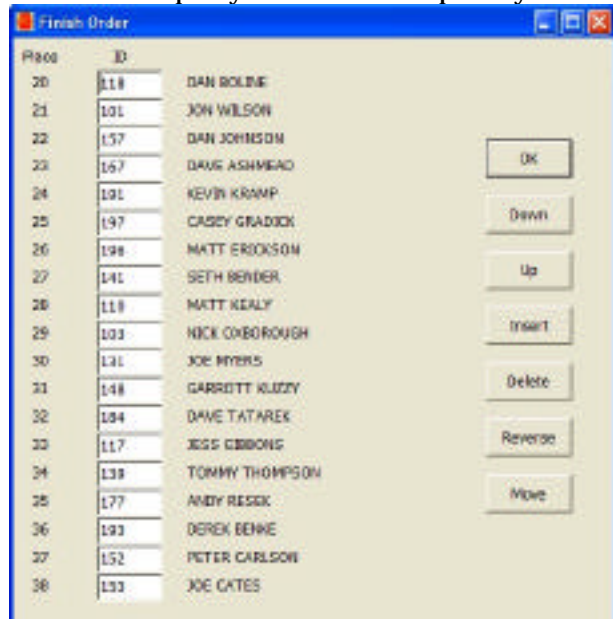 Finish Order
Place ID
20 118 DAN BOLINE
21 101 JON WILSON
22 157 DAN JOHNSON
23 167 DAVE ASHMEAD
24 191 KEVIN KRAMP
25 197 CASEY GRADICK
26 MATT ERICKSON
27 141 SETH BENDER
28 MATT KEALY
29 103 NICK OXBOROUGH
30 131 JOE MYERS
31 148 GARROTT KUZZY
32 184 DAVE TATAREK
33 117 JESS GIBBONS
34 139 TOMMY THOMPSON
35 177 ANDY RESEK
36 193 DEREK BENKE
37 152 PETER CARLSON
38 JOE CATES
OK
Down
Up
Insert
Delete
Reverse
Move